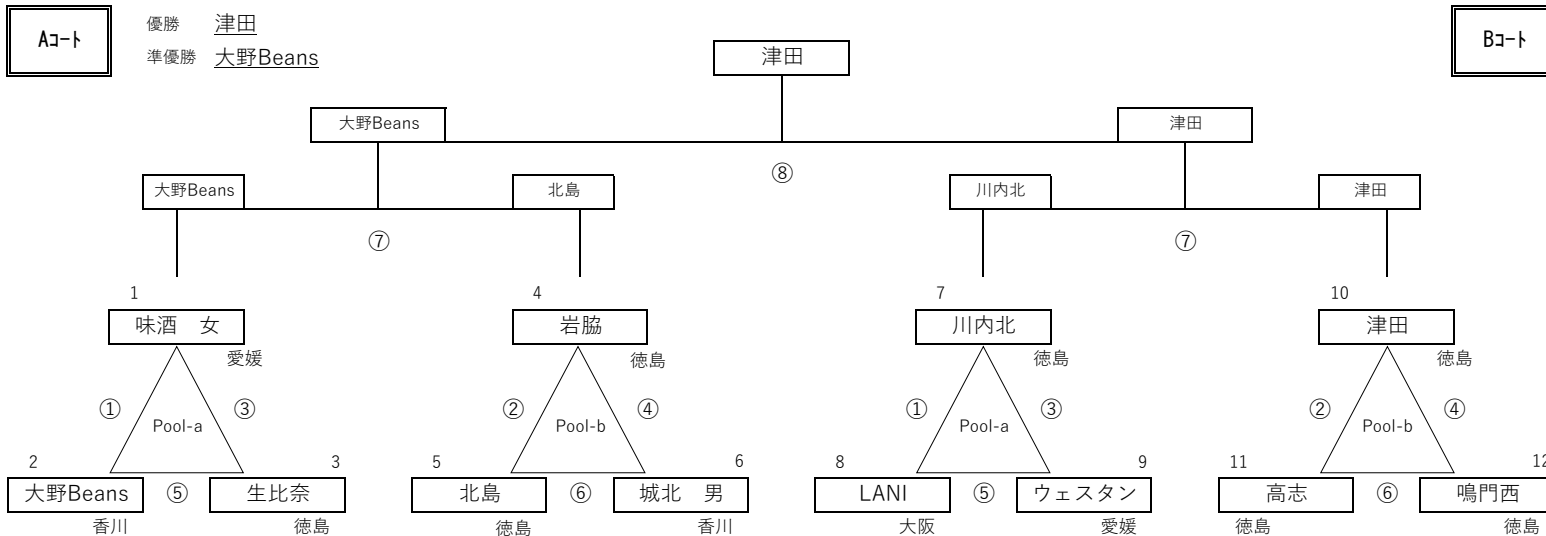 Aコート
優勝 津田
準優勝 大野Beans
Bコート
津田
大野Beans
津田
⑧
大野Beans
北島
川内北
津田
⑦
⑦
1
4
7
10
味酒 女
岩脇
川内北
津田
愛媛
徳島
徳島
徳島
① ③
② ④
① ③
② ④
Pool-a
Pool-b
Pool-a
Pool-b
2
3
5
6
8
9
11
12
大野Beans
⑤
生比奈
北島
⑥
城北 男
LANI
⑤
ウェスタン
高志
⑥
鳴門西
香川
徳島
徳島
香川
大阪
愛媛
徳島
徳島